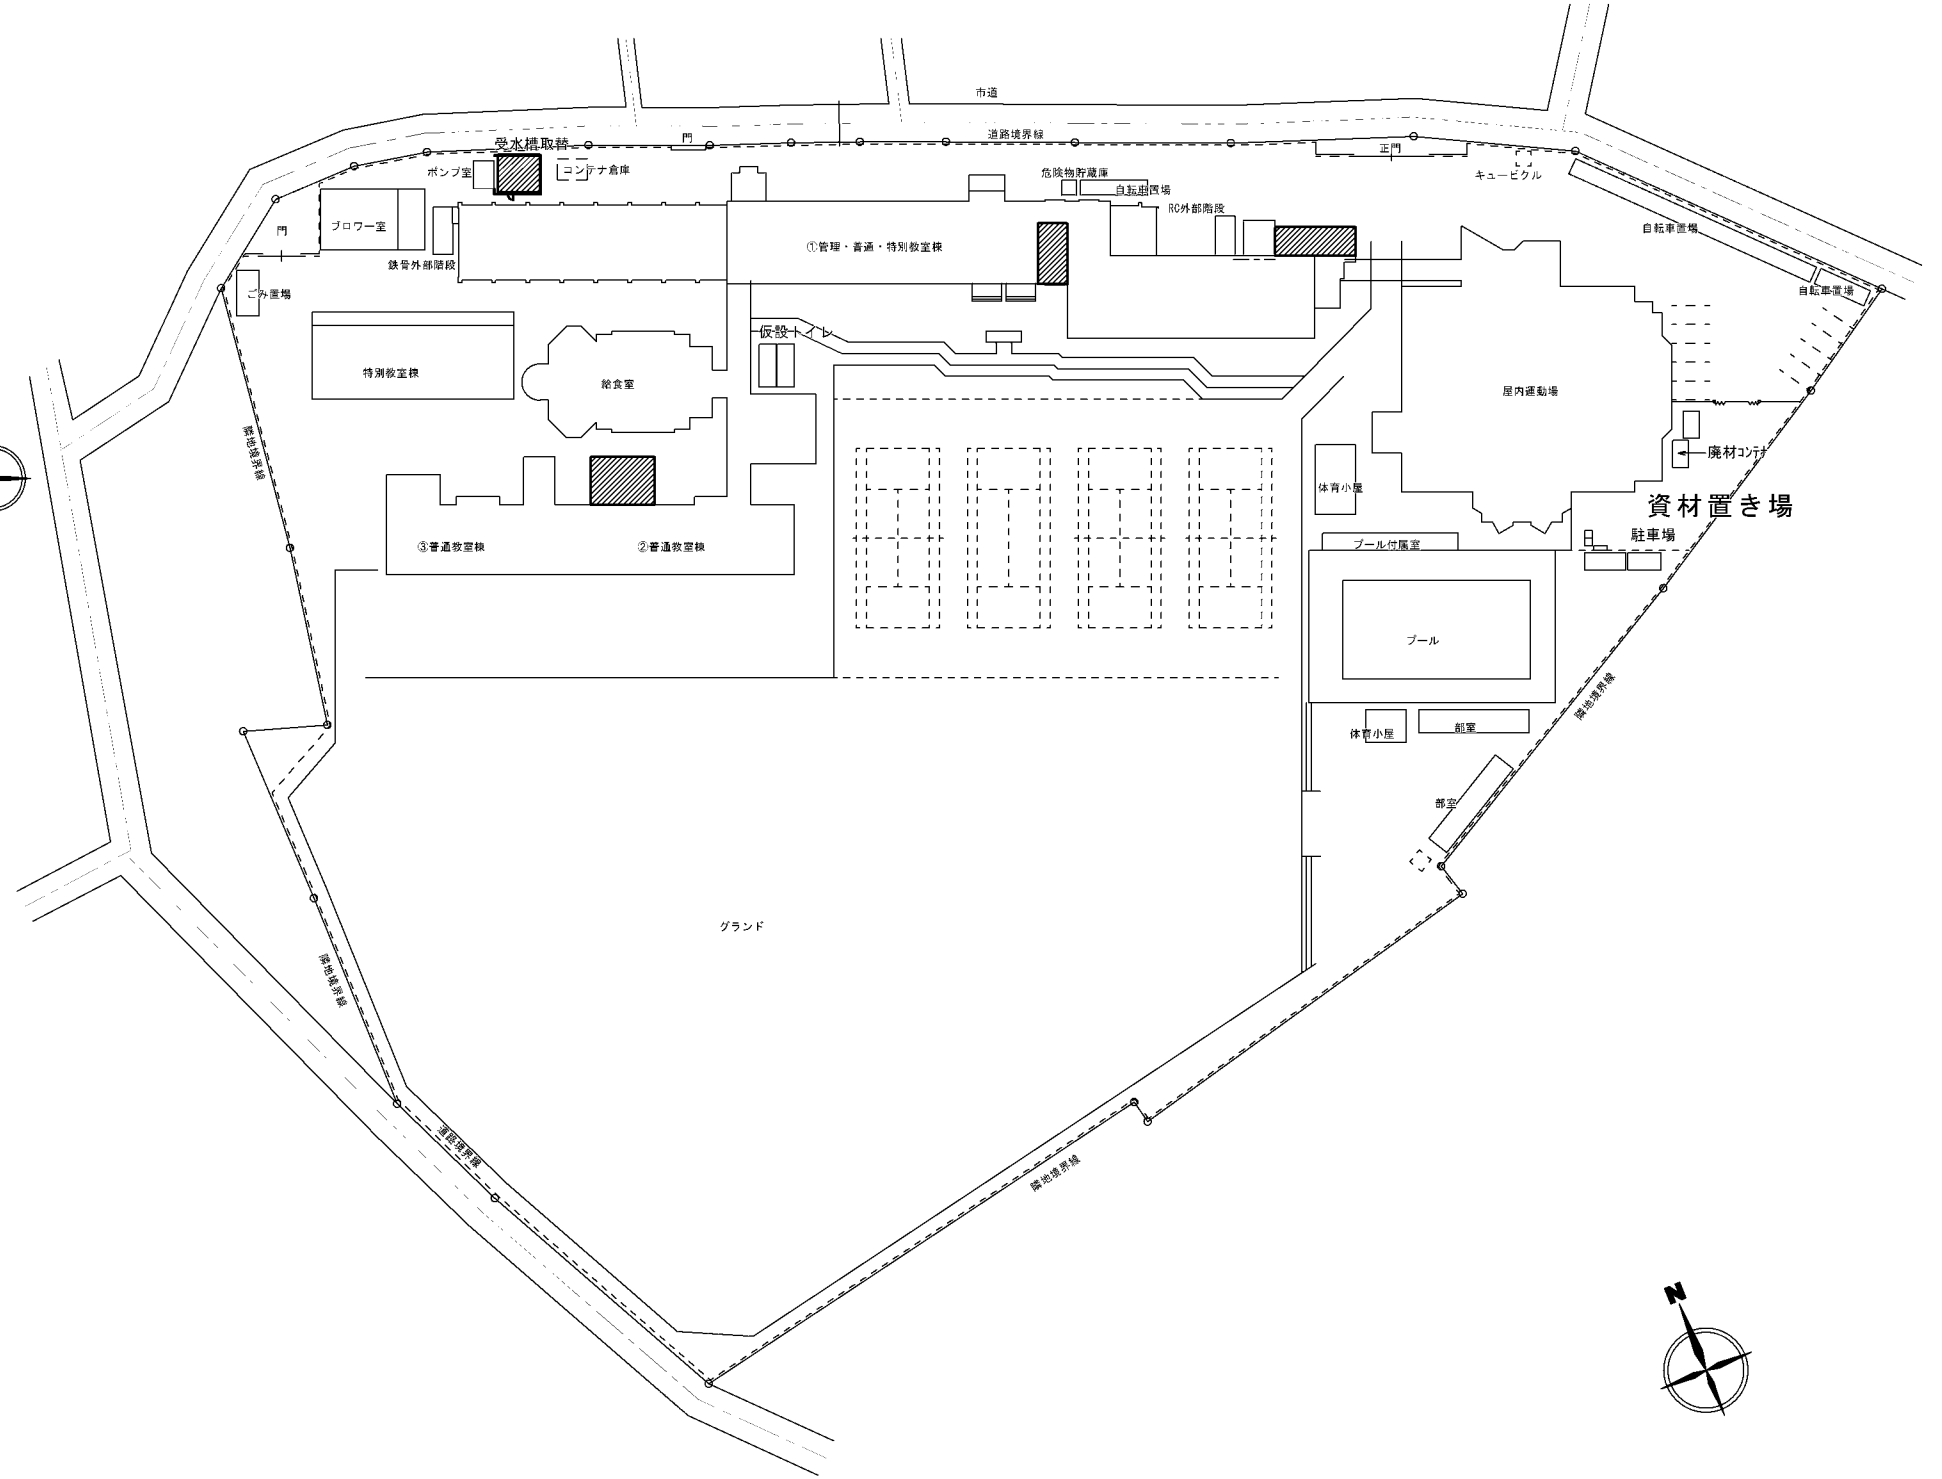 市道
道路境界線
受水槽取替
門
正門
ポンプ室
コンテナ倉庫
危険物貯蔵庫
自転車置場
キュービクル
RC外部階段
自転車置場
自転車置場
門
ブロワー室
①管理・普通・特別教室棟
鉄骨外部階段
ごみ置場
仮設トイレ
特別教室棟
給食室
屋内運動場
隣地境界線
廃材コンテナ
体育小屋
資材置き場
駐車場
③普通教室棟
②普通教室棟
プール付属室
プール
隣地境界線
体育小屋
部室
部室
グランド
隣地境界線
道路境界線
隣地境界線
N